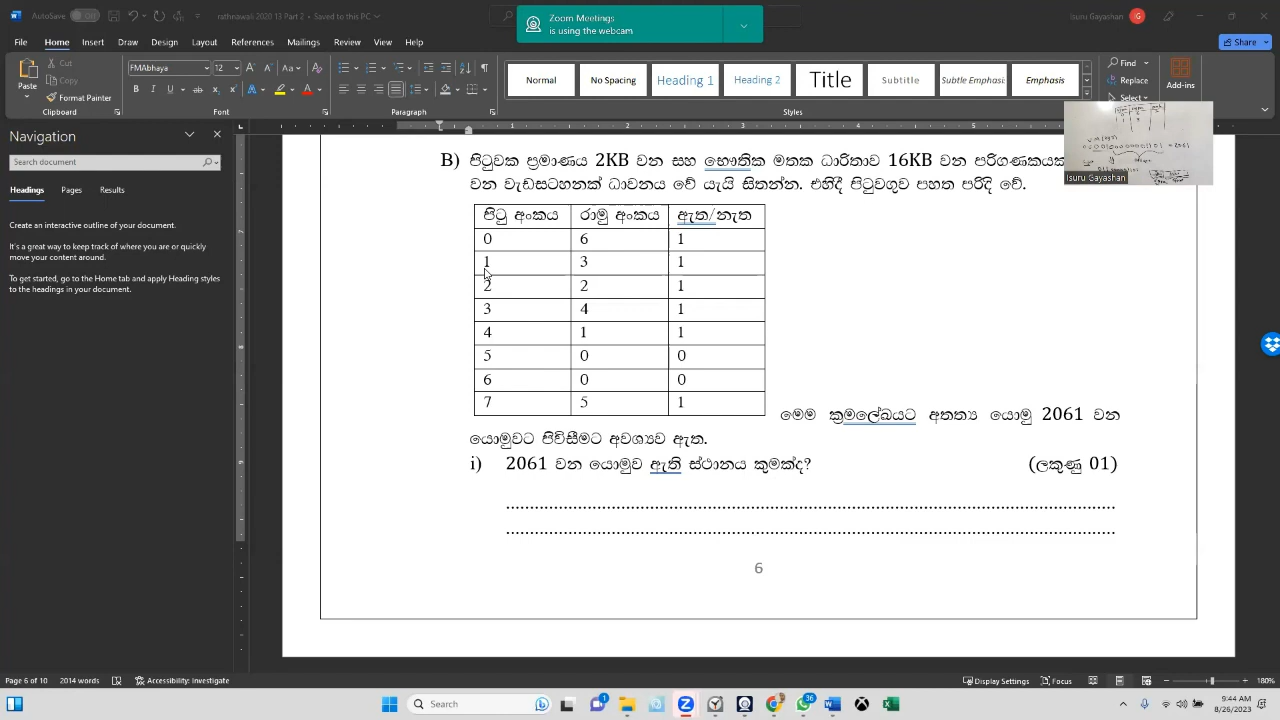 AutoSave Off rathnawali-2020 13 Part 2 - Saved to this PC Isuru Gayashan G
Zoom Meetings
is using the webcam
File Home Insert Draw Design Layout References Mailings Review View Help Share
Paste Cut Copy Format Painter
FMAbhaya 12
Normal No Spacing Heading 1 Heading 2 Title Subtitle Subtle Emphasis Emphasis
Find Replace Select Add-ins
Clipboard Font Paragraph Styles
Navigation
Search document
Headings Pages Results
Create an interactive outline of your document.
It's a great way to keep track of where you are or quickly
move your content around.
To get started, go to the Home tab and apply Heading Styles
to the headings in your document.
Isuru Gayashan
B) පිටුවක ප්‍රමාණය 2KB වන සහ භෞතික මතක ධාරිතාව 16KB වන පරිගණකයක
වන වැඩසටහනක් ධාවනය වේ යැයි සිතන්න. එහිදී පිටුවගුව පහත පරිදි වේ.
පිටු අංකය රාමු අංකය ඇත/නැත
0 6 1
1 3 1
2 2 1
3 4 1
4 1 1
5 0 0
6 0 0
7 5 1
මෙම ක්‍රමලේඛයට අතත්‍ය යොමු 2061 වන
යොමුවට පිවිසීමට අවශ්‍යව ඇත.
i) 2061 වන යොමුව ඇති ස්ථානය කුමක්ද? (ලකුණු 01)
6
Page 6 of 10 2014 words Accessibility: Investigate Display Settings Focus 180%
Search 1 36 9:44 AM
8/26/2023